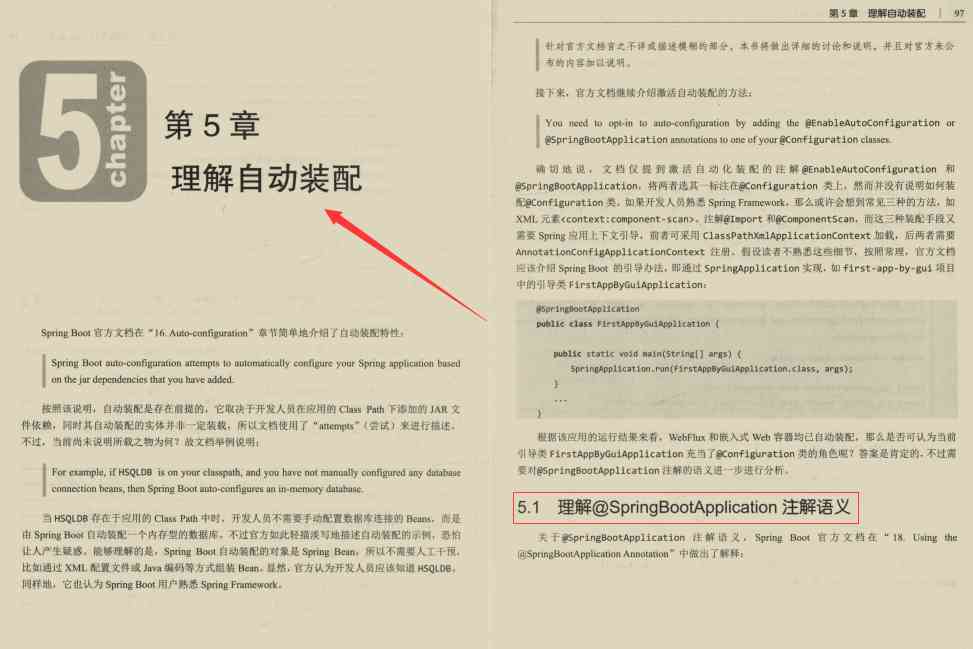 5
chapter
第 5 章
理解自动装配
Spring Boot 官方文档在“16. Auto-configuration”章节简单地介绍了自动装配特性：
Spring Boot auto-configuration attempts to automatically configure your Spring application based
on the jar dependencies that you have added.
按照该说明，自动装配是存在前提的，它取决于开发人员在应用的 Class Path 下添加的 JAR 文
件依赖，同时其自动装配的实体并非一定装载，所以文档使用了“attempts”（尝试）来进行描述。
不过，当前尚未说明所载之物为何？故文档举例说明：
For example, if HSQLDB is on your classpath, and you have not manually configured any database
connection beans, then Spring Boot auto-configures an in-memory database.
当 HSQLDB 存在于应用的 Class Path 中时，开发人员不需要手动配置数据库连接的 Beans，而是
由 Spring Boot 自动装配一个内存型的数据库，不过官方如此轻描淡写地描述自动装配的示例，恐怕
让人产生疑惑。能够理解的是，Spring Boot 自动装配的对象是 Spring Bean，所以不需要人工干预，
比如通过 XML 配置文件或 Java 编码等方式组装 Bean。显然，官方认为开发人员应该知道 HSQLDB。
同样地，它也认为 Spring Boot 用户熟悉 Spring Framework。
第 5 章 理解自动装配 | 97
针对官方文档言之不详或描述模糊的部分，本书将做出详细的讨论和说明，并且对官方未公
布的内容加以说明。
接下来，官方文档继续介绍激活自动装配的方法：
You need to opt-in to auto-configuration by adding the @EnableAutoConfiguration or
@SpringBootApplication annotations to one of your @Configuration classes.
确切地说，文档仅提到激活自动化装配的注解@EnableAutoConfiguration 和
@SpringBootApplication，将两者选其一标注在@Configuration 类上，然而并没有说明如何装
配@Configuration 类。如果开发人员熟悉 Spring Framework，那么或许会想到常见三种的方法，如
XML 元素<context:component-scan>、注解@Import 和@ComponentScan，而这三种装配手段又
需要 Spring 应用上下文引导，前者可采用 ClassPathXmlApplicationContext 加载，后两者需要
AnnotationConfigApplicationContext 注册。假设读者不熟悉这些细节，按照常理，官方文档
应该介绍 Spring Boot 的引导办法，即通过 SpringApplication 实现，如 first-app-by-gui 项目
中的引导类 FirstAppByGuiApplication：
@SpringBootApplication
public class FirstAppByGuiApplication {
public static void main(String[] args) {
SpringApplication.run(FirstAppByGuiApplication.class, args);
}
...
}
根据该应用的运行结果来看，WebFlux 和嵌入式 Web 容器均已自动装配，那么是否可认为当前
引导类 FirstAppByGuiApplication 充当了@Configuration 类的角色呢？答案是肯定的，不过需
要对@SpringBootApplication 注解的语义进一步进行分析。
5.1 理解@SpringBootApplication 注解语义
关于@SpringBootApplication 注解语义，Spring Boot 官方文档在“18. Using the
@SpringBootApplication Annotation”中做出了解释：